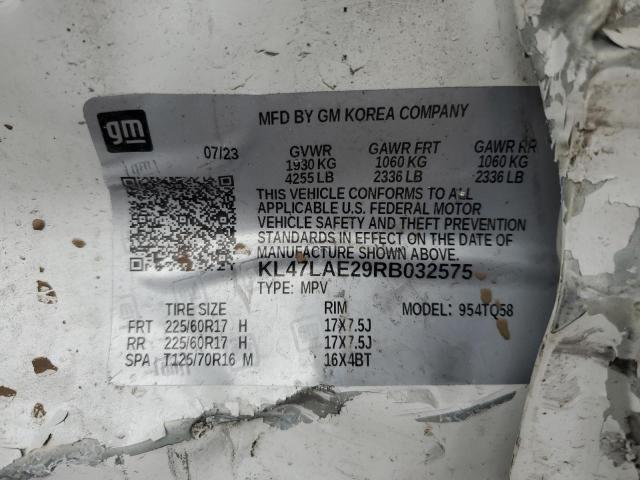 gm
MFD BY GM KOREA COMPANY
07/23
GVWR GAWR FRT GAWR RR
1930 KG 1060 KG 1060 KG
4255 LB 2336 LB 2336 LB
THIS VEHICLE CONFORMS TO ALL
APPLICABLE U.S. FEDERAL MOTOR
VEHICLE SAFETY AND THEFT PREVENTION
STANDARDS IN EFFECT ON THE DATE OF
MANUFACTURE SHOWN ABOVE.
KL47LAE29RB032575
TYPE: MPV
TIRE SIZE RIM MODEL: 954TQ58
FRT 225/60R17 H 17X7.5J
RR 225/60R17 H 17X7.5J
SPA T125/70R16 M 16X4BT